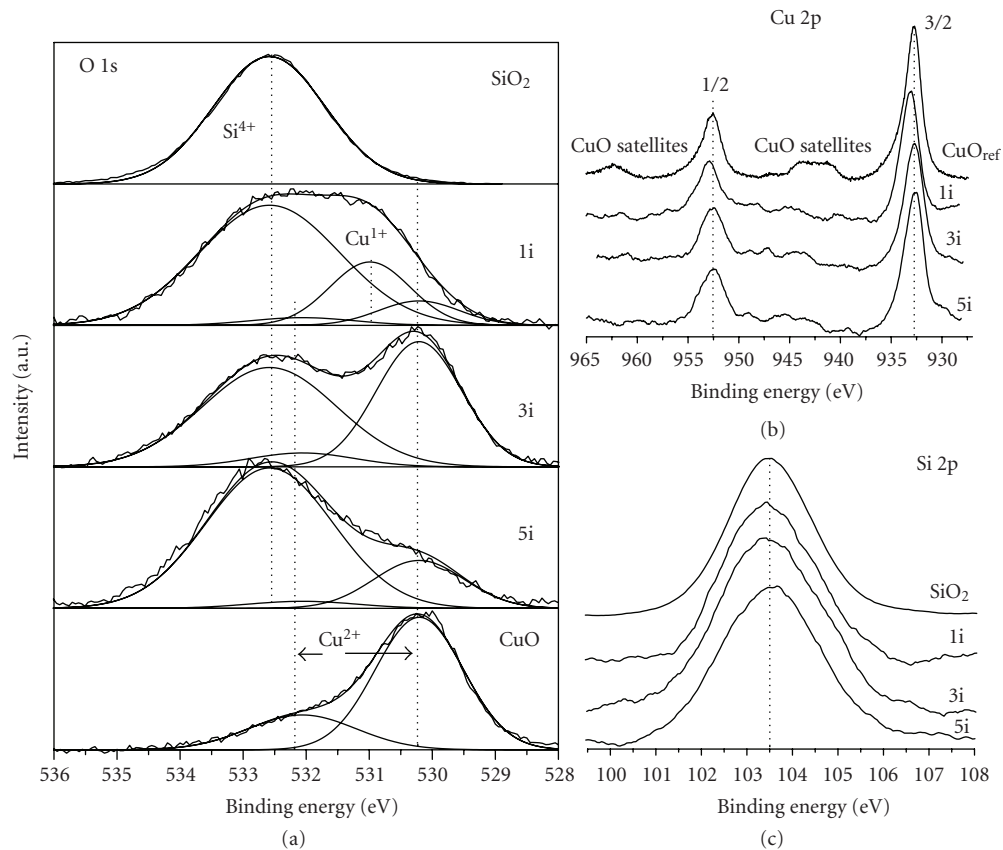 O 1s
SiO2
Si4+
1i
Cu1+
3i
5i
Cu2+
CuO
Intensity (a.u.)
536 535 534 533 532 531 530 529 528
Binding energy (eV)
(a)
Cu 2p
3/2
1/2
CuO satellites
CuO satellites
CuOref
1i
3i
5i
965 960 955 950 945 940 935 930
Binding energy (eV)
(b)
Si 2p
SiO2
1i
3i
5i
100 101 102 103 104 105 106 107 108
Binding energy (eV)
(c)